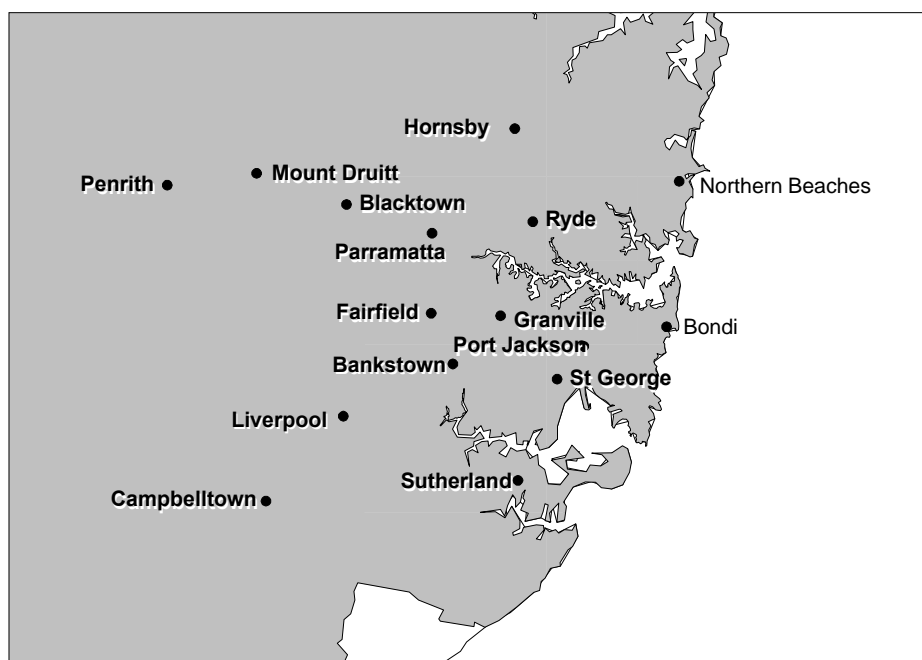 Hornsby
Mount Druitt
Penrith
Northern Beaches
Blacktown
Ryde
Parramatta
Fairfield
Granville
Bondi
Port Jackson
Bankstown
St George
Liverpool
Sutherland
Campbelltown